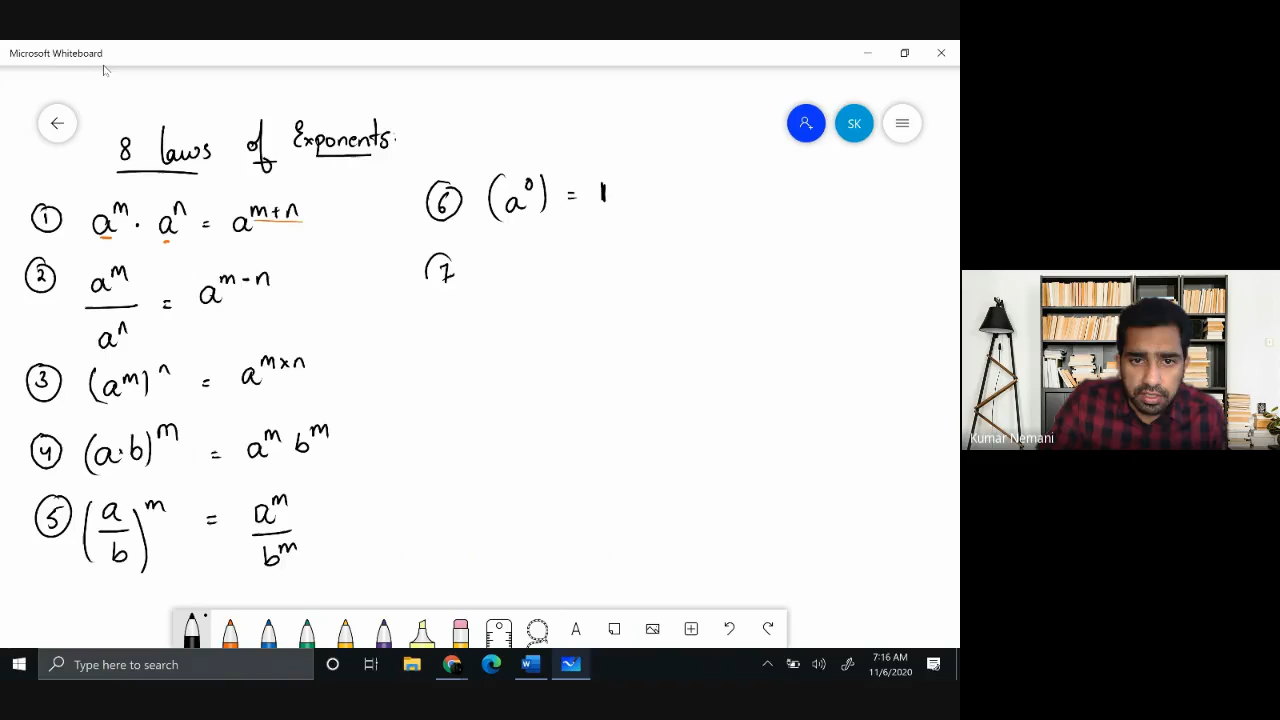 Microsoft Whiteboard
SK
8 laws of Exponents.
① a^m · a^n = a^(m+n)
② a^m / a^n = a^(m-n)
③ (a^m)^n = a^(m×n)
④ (a·b)^m = a^m b^m
⑤ (a/b)^m = a^m / b^m
⑥ (a^0) = 1
⑦
Kumar Nemani
A
Type here to search
7:16 AM
11/6/2020